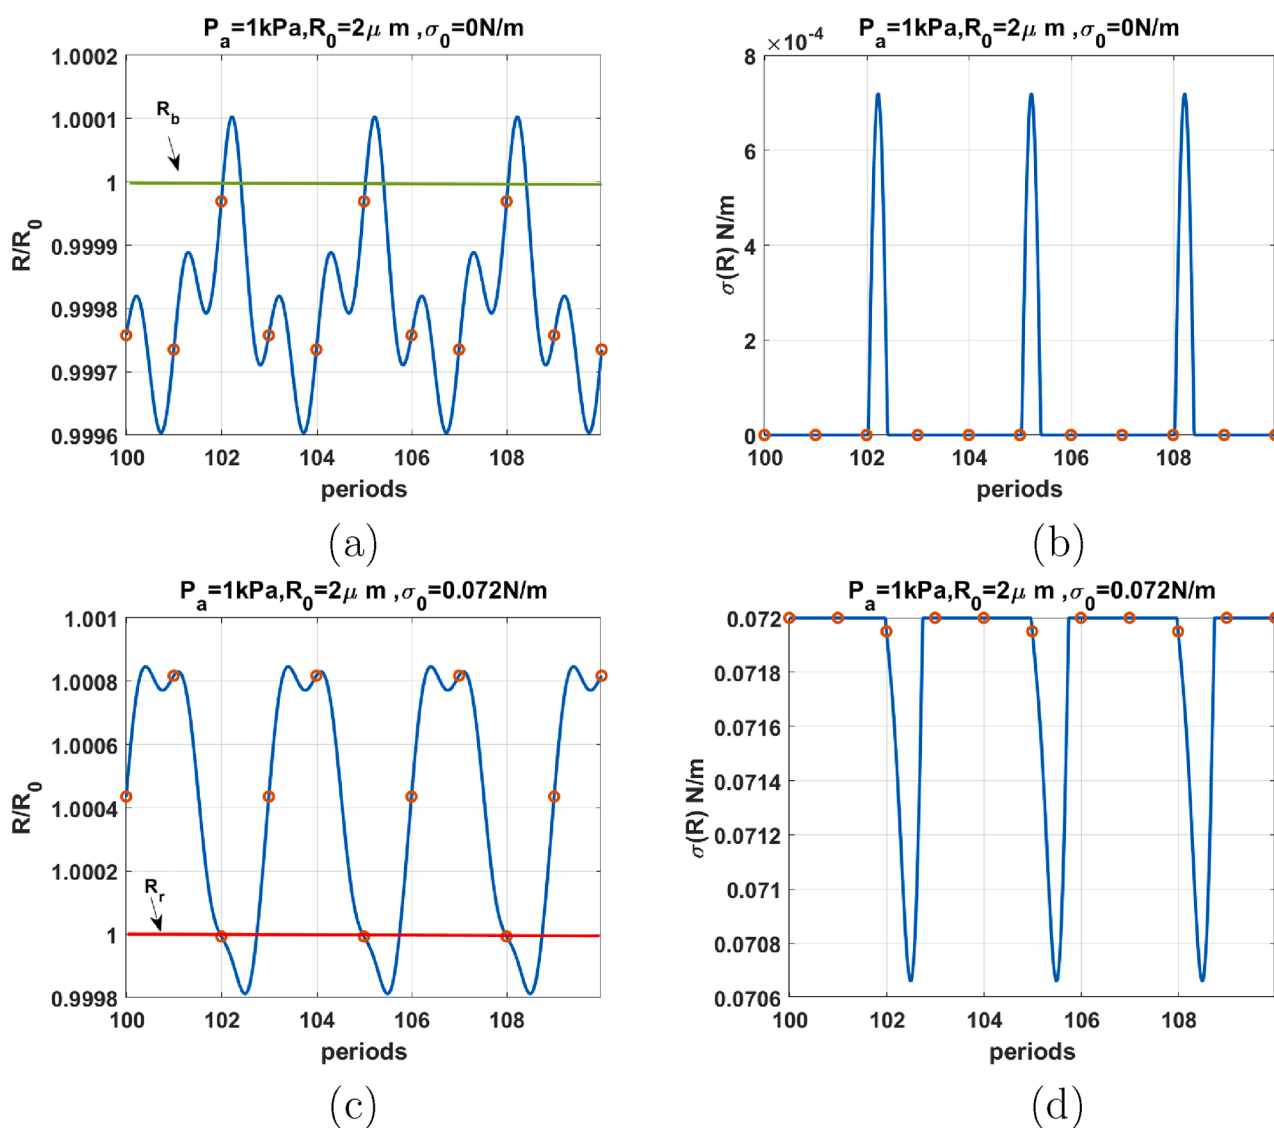 P_a=1kPa,R_0=2μ m ,σ_0=0N/m
1.0002
1.0001
1
0.9999
0.9998
0.9997
0.9996
R/R_0
R_b
100 102 104 106 108
periods
(a)
P_a=1kPa,R_0=2μ m ,σ_0=0N/m
×10^-4
8
6
4
2
0
σ(R) N/m
100 102 104 106 108
periods
(b)
P_a=1kPa,R_0=2μ m ,σ_0=0.072N/m
1.001
1.0008
1.0006
1.0004
1.0002
1
0.9998
R/R_0
R_r
100 102 104 106 108
periods
(c)
P_a=1kPa,R_0=2μ m ,σ_0=0.072N/m
0.072
0.0718
0.0716
0.0714
0.0712
0.071
0.0708
0.0706
σ(R) N/m
100 102 104 106 108
periods
(d)